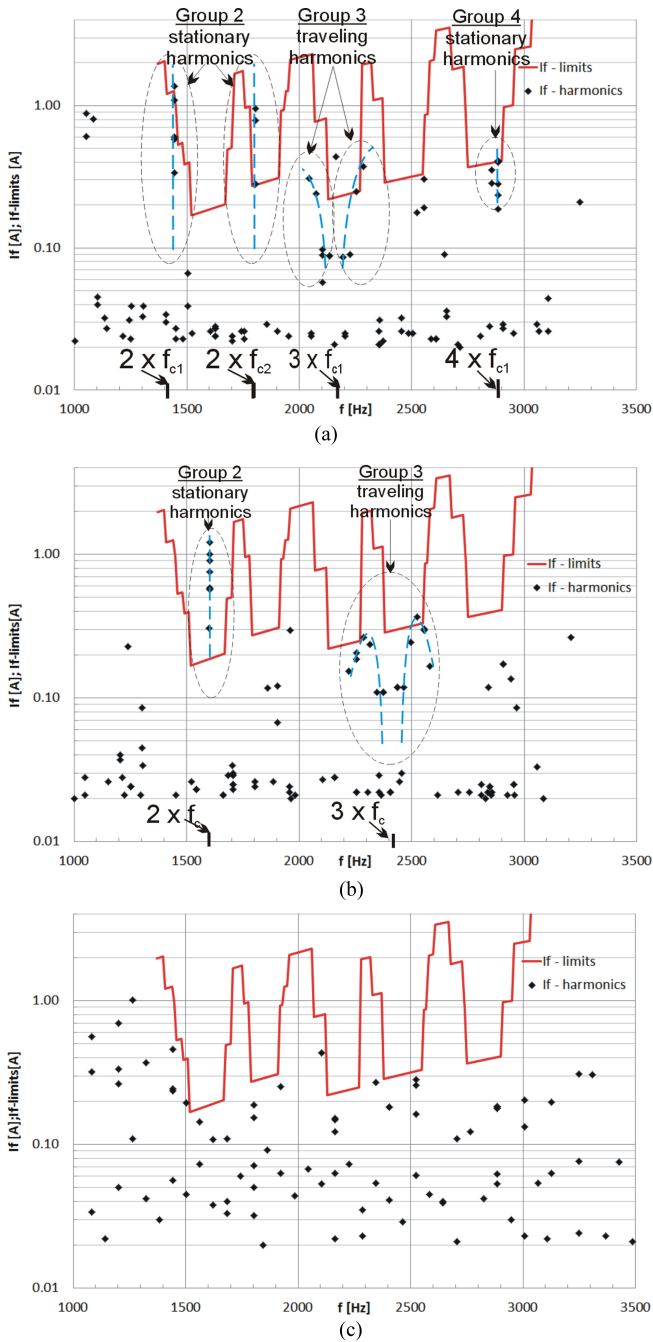 Group 2
stationary
harmonics
Group 3
traveling
harmonics
Group 4
stationary
harmonics
If - limits
If - harmonics
If [A]; If-limits [A]
1.00
0.10
0.01
2 x fc1
2 x fc2
3 x fc1
4 x fc1
1000
1500
2000
2500
3000
3500
f [Hz]
(a)
Group 2
stationary
harmonics
Group 3
traveling
harmonics
If - limits
If - harmonics
If [A]; If-limits[A]
1.00
0.10
0.01
2 x fc
3 x fc
1000
1500
2000
2500
3000
3500
f [Hz]
(b)
If - limits
If - harmonics
If [A];If-limits[A]
1.00
0.10
0.01
1000
1500
2000
2500
3000
3500
f [Hz]
(c)